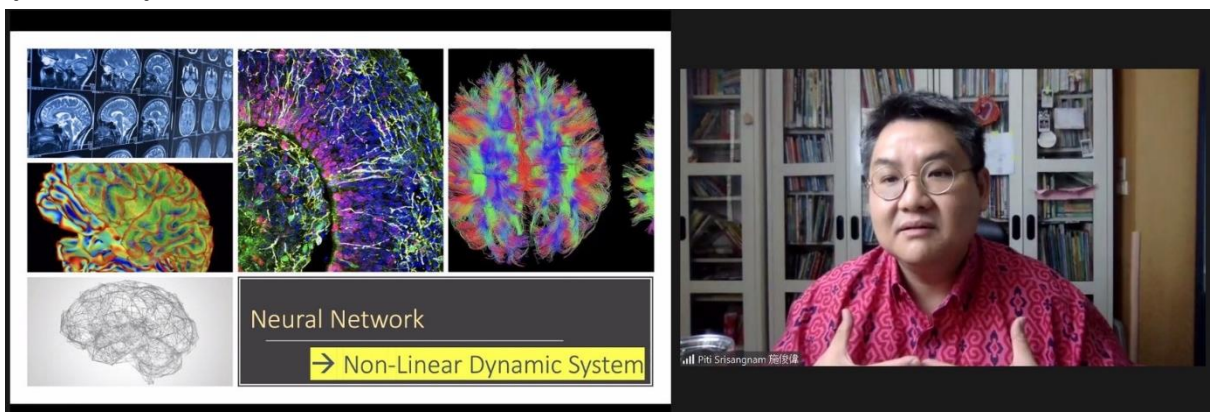 Neural Network
→ Non-Linear Dynamic System
Piti Srisangnam 施俊偉